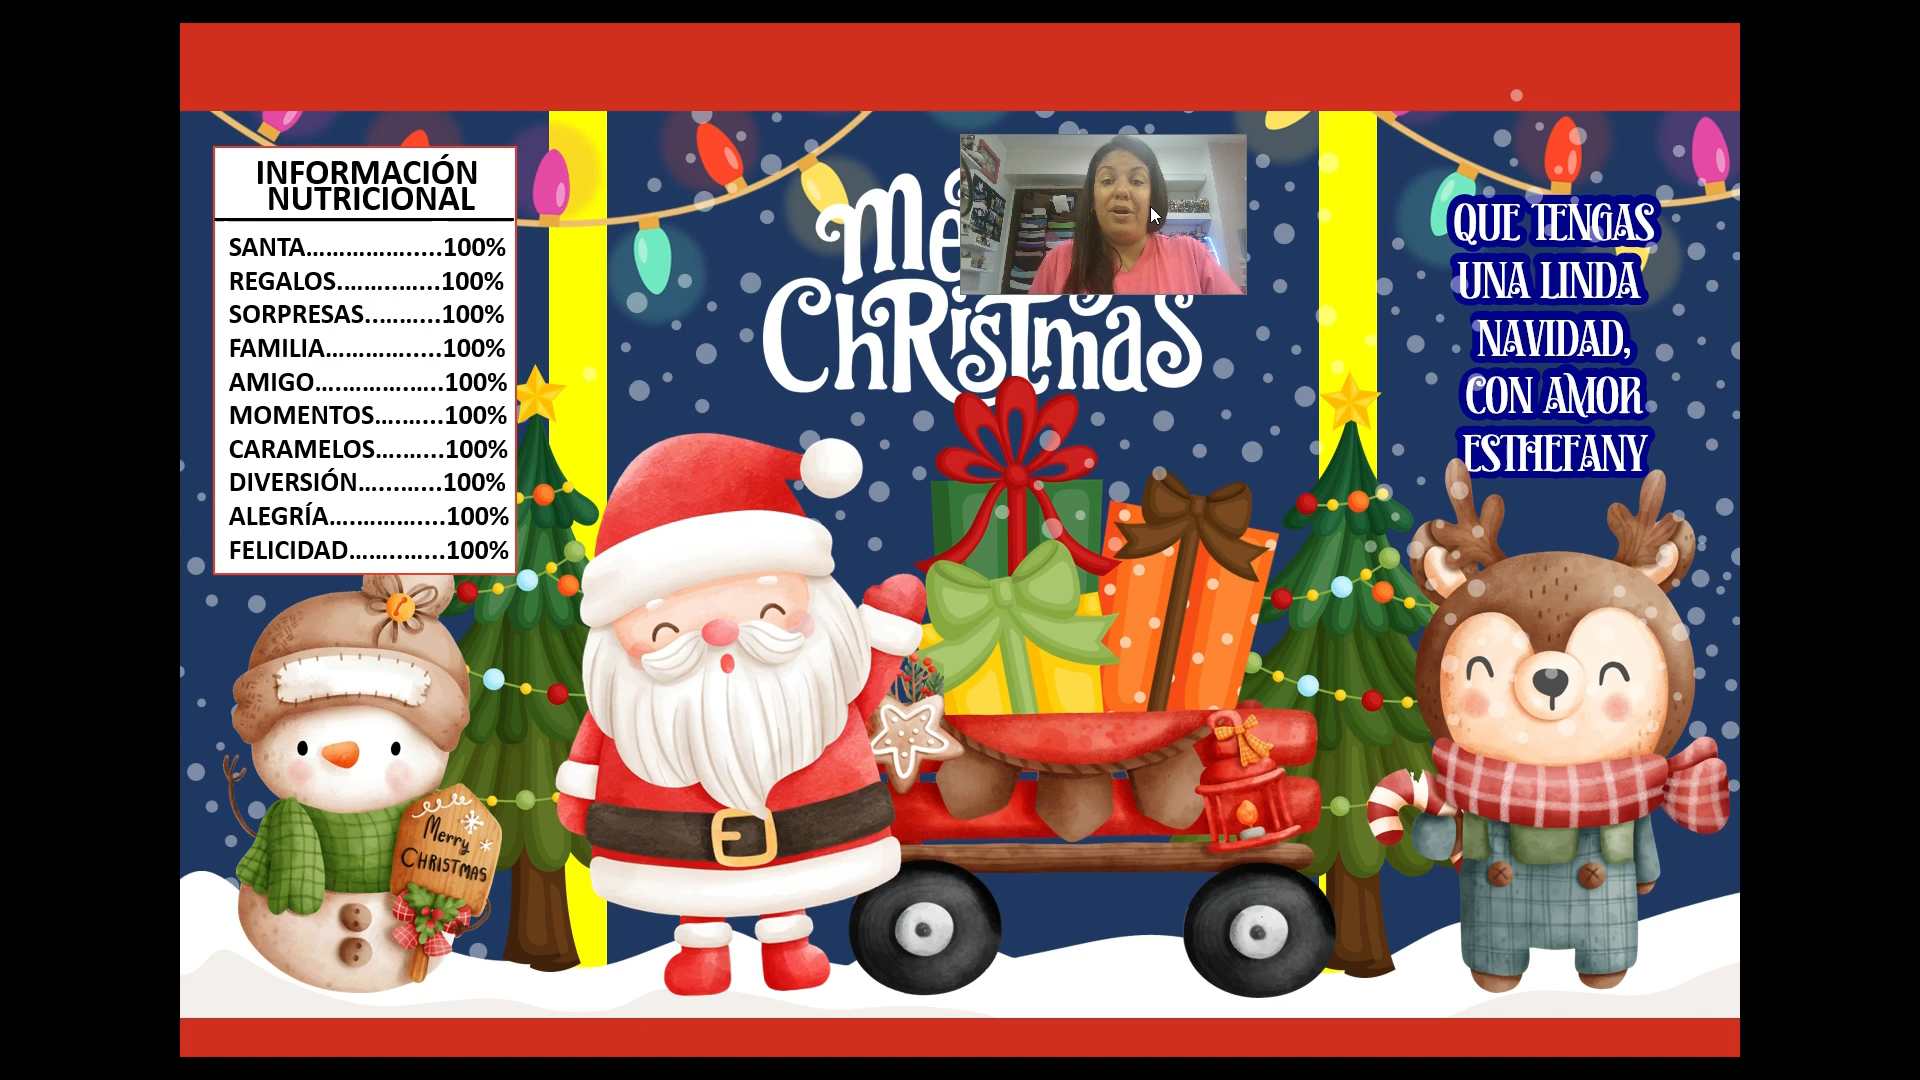 INFORMACIÓN
NUTRICIONAL
SANTA....................100%
REGALOS...............100%
SORPRESAS...........100%
FAMILIA.................100%
AMIGO...................100%
MOMENTOS..........100%
CARAMELOS..........100%
DIVERSIÓN.............100%
ALEGRÍA.................100%
FELICIDAD..............100%
ChRisTmas
QUE TENGAS
UNA LINDA
NAVIDAD,
CON AMOR
ESTHEFANY
Merry
CHRISTMAS